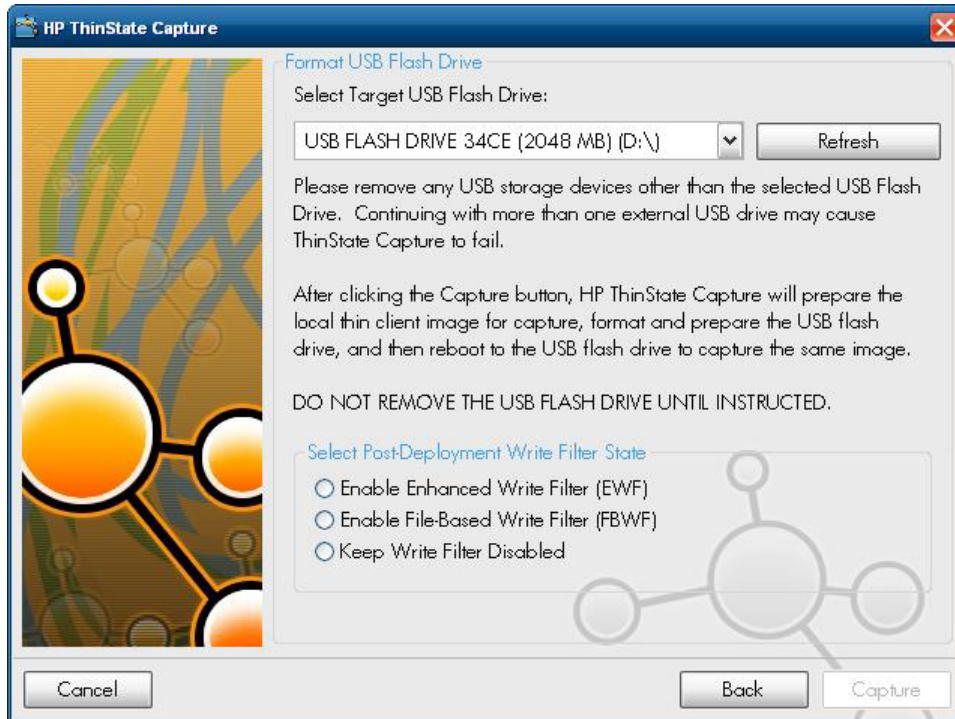 HP ThinState Capture
Format USB Flash Drive
Select Target USB Flash Drive:
USB FLASH DRIVE 34CE (2048 MB) (D:\)
Refresh
Please remove any USB storage devices other than the selected USB Flash
Drive. Continuing with more than one external USB drive may cause
ThinState Capture to fail.
After clicking the Capture button, HP ThinState Capture will prepare the
local thin client image for capture, format and prepare the USB flash
drive, and then reboot to the USB flash drive to capture the same image.
DO NOT REMOVE THE USB FLASH DRIVE UNTIL INSTRUCTED.
Select Post-Deployment Write Filter State
Enable Enhanced Write Filter (EWF)
Enable File-Based Write Filter (FBWF)
Keep Write Filter Disabled
Cancel
Back
Capture